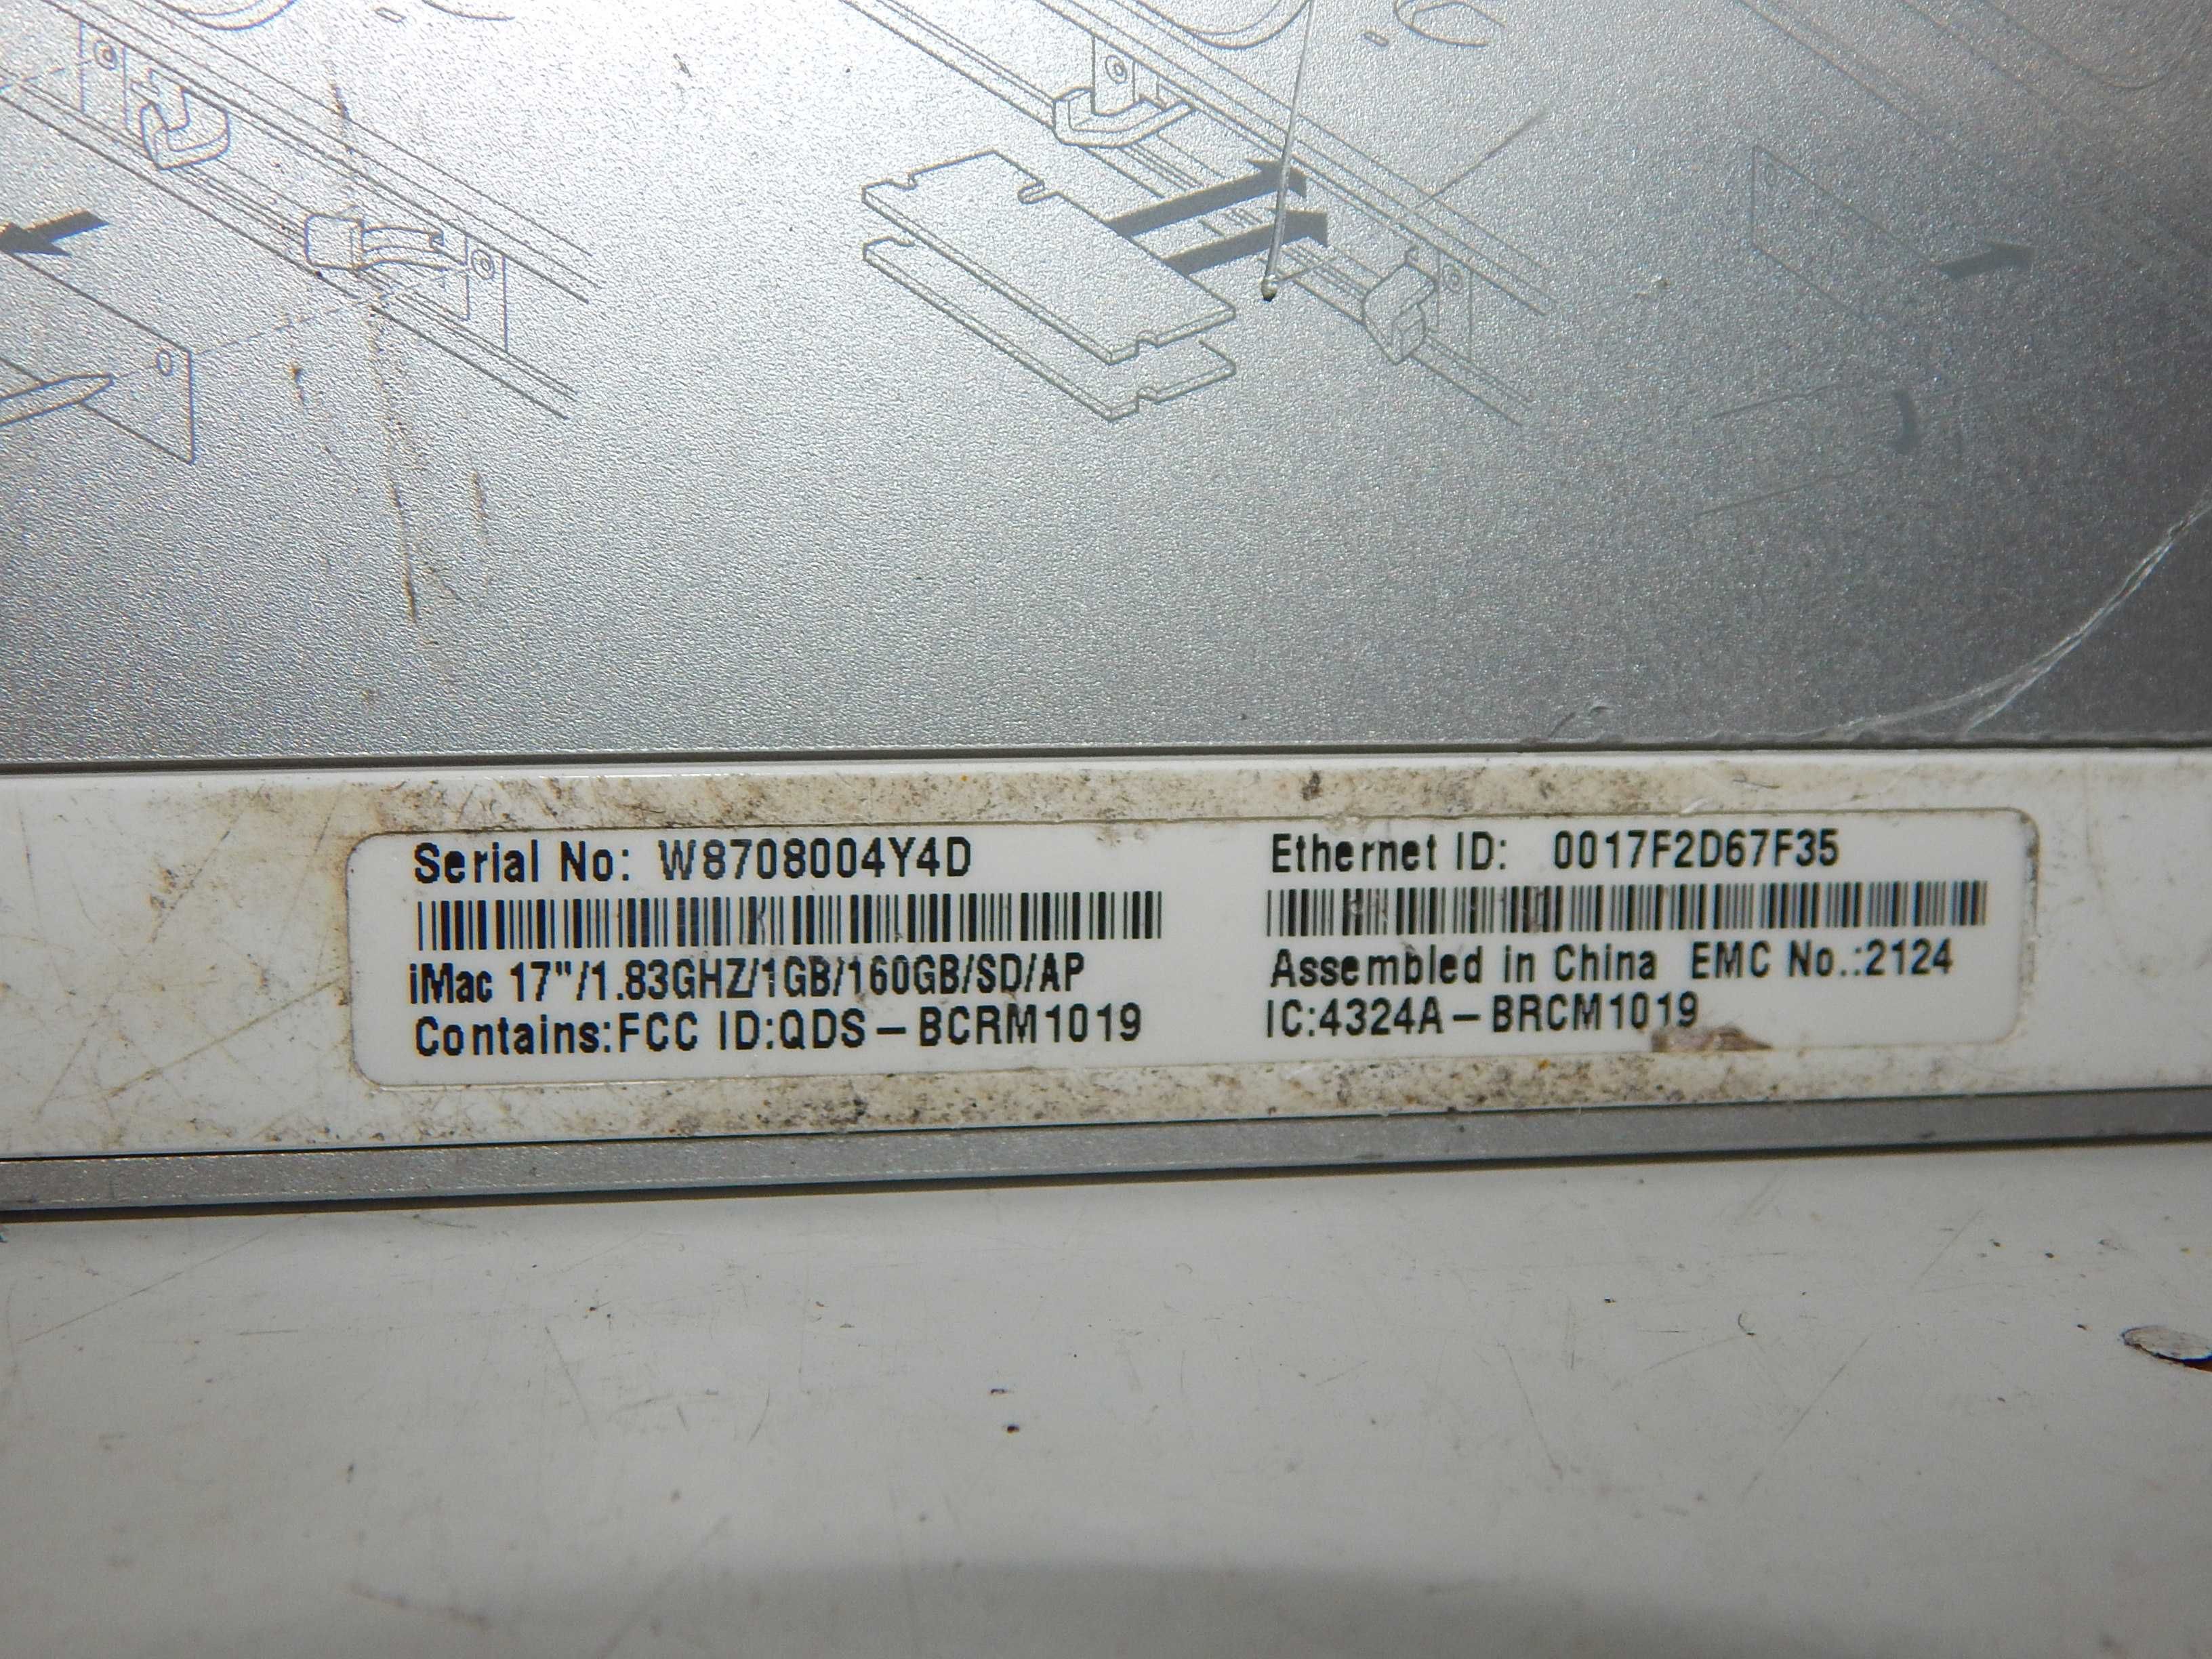 Serial No: W8708004Y4D
iMac 17"/1.83GHZ/1GB/160GB/SD/AP
Contains:FCC ID:QDS-BCRM1019
Ethernet ID: 0017F2D67F35
Assembled in China EMC No.:2124
IC:4324A-BRCM1019